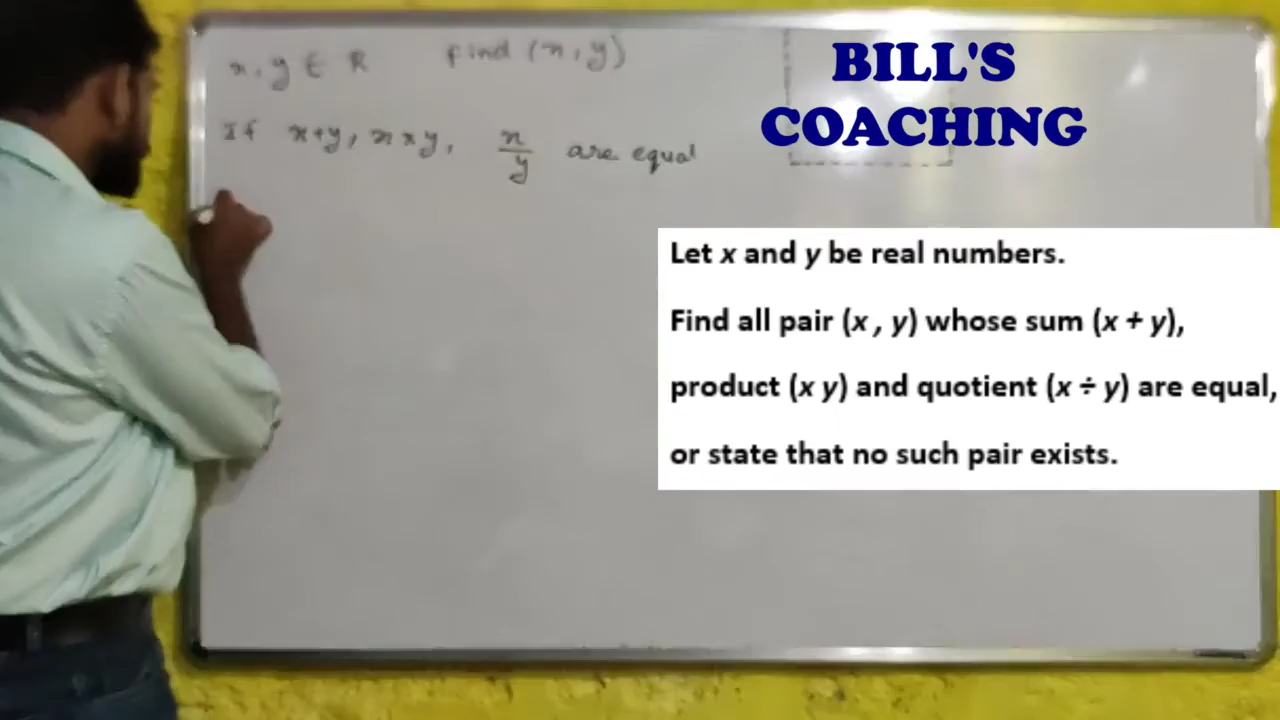 x, y ∈ R find (x, y)
If x+y, x×y, x/y are equal
BILL'S
COACHING
Let x and y be real numbers.
Find all pair (x , y) whose sum (x + y),
product (x y) and quotient (x ÷ y) are equal,
or state that no such pair exists.